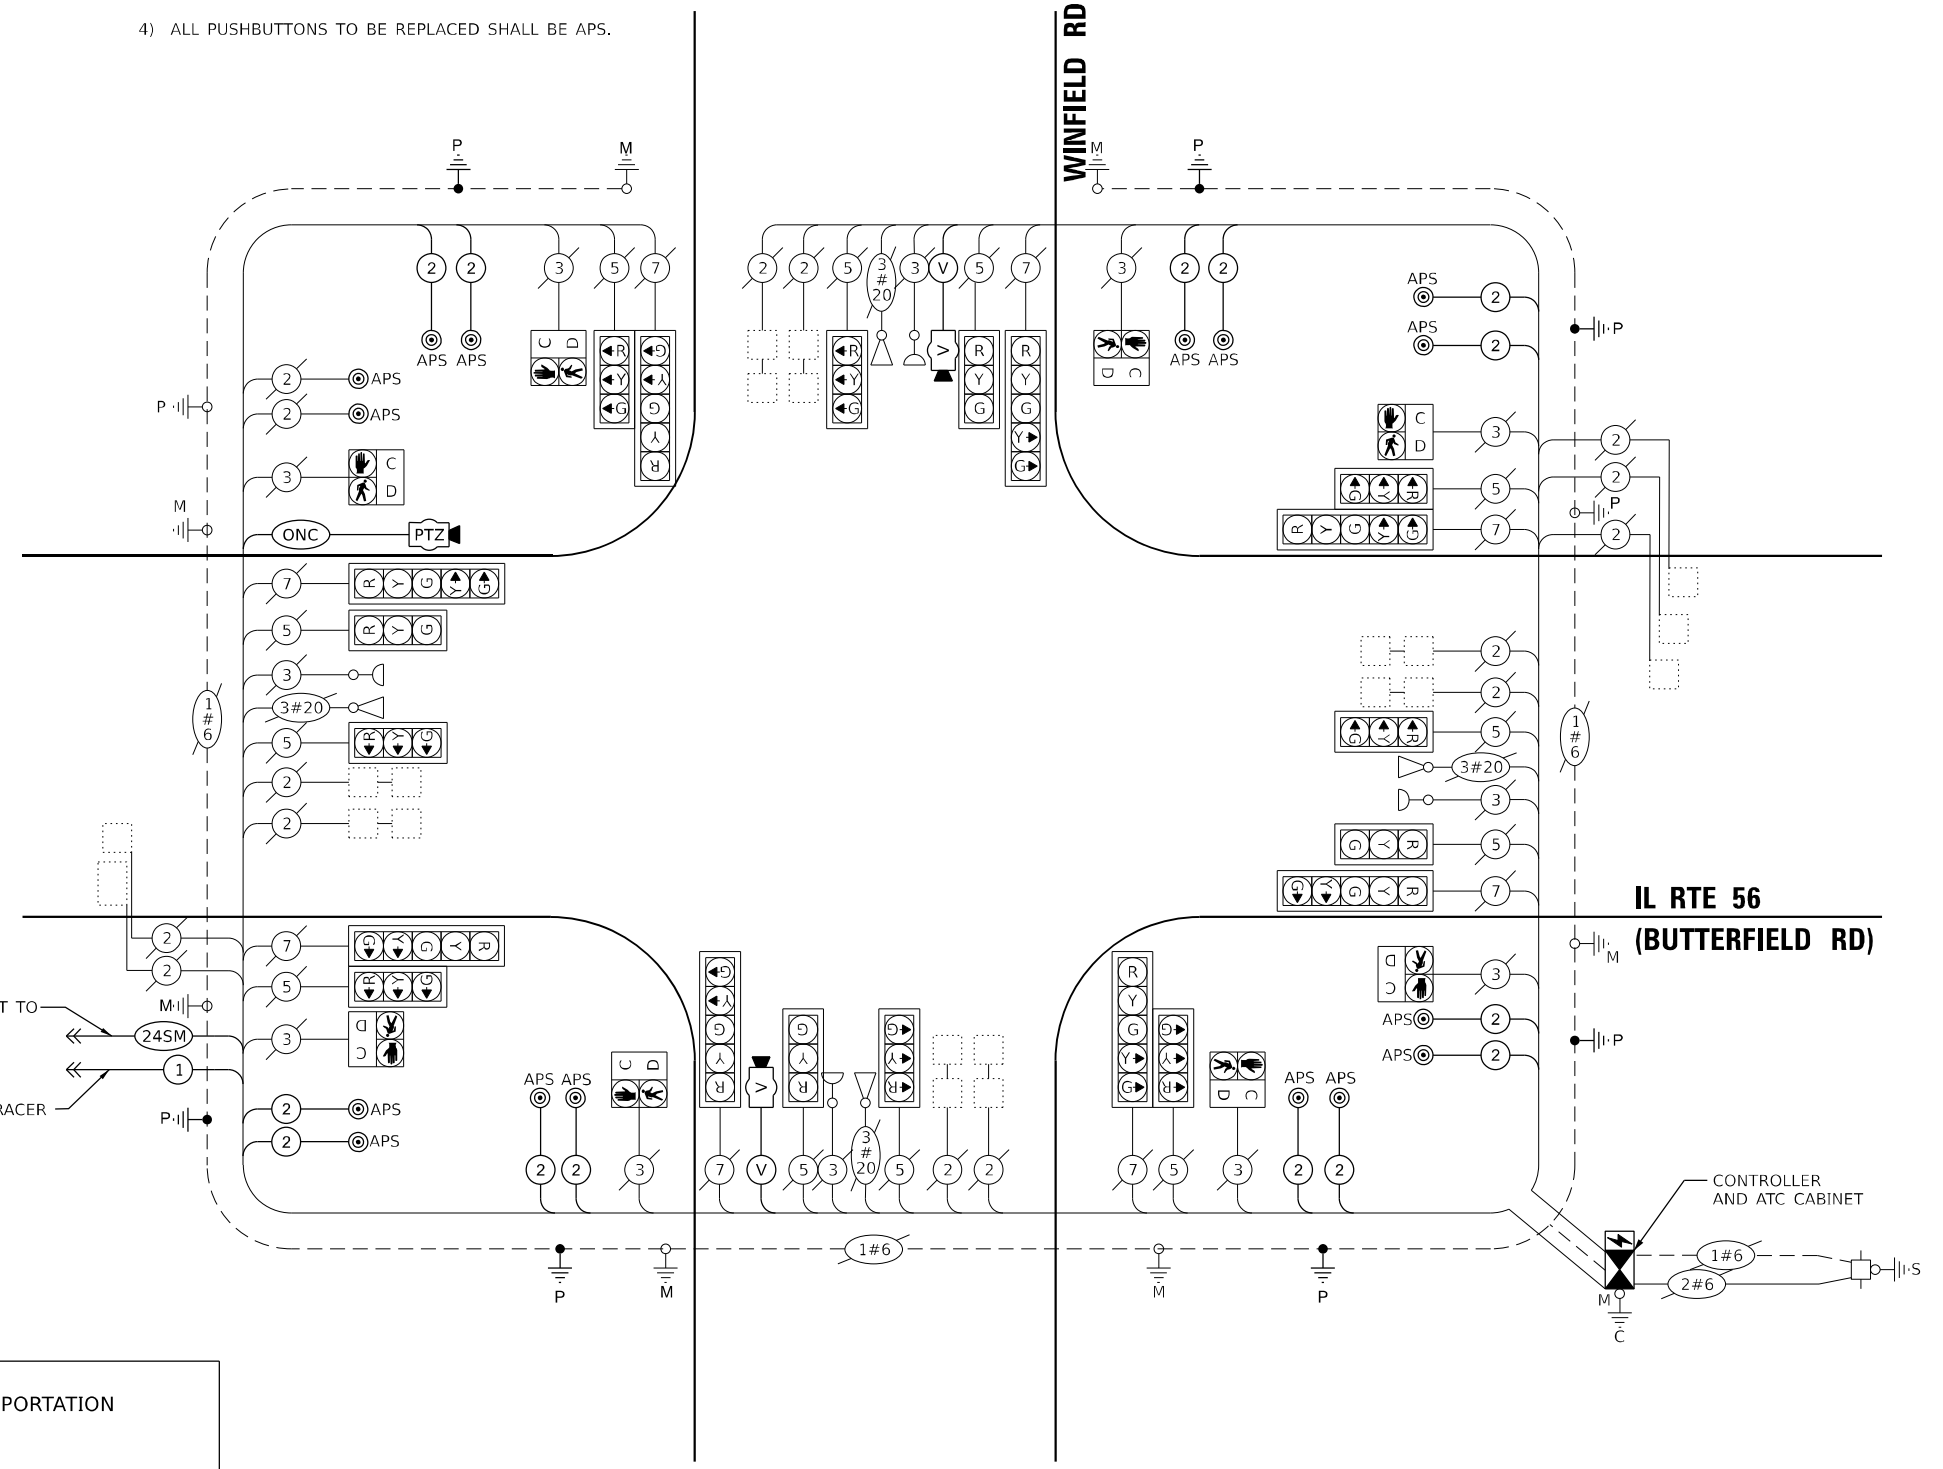 4) ALL PUSHBUTTONS TO BE REPLACED SHALL BE APS.
WINFIELD RD
P M M P
2 2 3 5 7 2 2 5 3#20 3 V 5 7 3 2 2
APS 2
APS 2
P
APS APS C D R Y G G Y G Y R
R Y G V R Y G R Y G Y G D C APS APS
2 APS
2 APS
P
3 C D
M
ONC PTZ
C D 3 2
R Y G 5 2
P
R Y G Y G 7 2
7 R Y G Y G
5 R Y G
3
3#20
1#6
5 R Y G
2
2
2
2
G Y R 5
3#20
1#6
3
G Y R 5
G Y G Y R 7
IL RTE 56
(BUTTERFIELD RD)
2 7 G Y G Y R
2 5 R Y G
M
T TO
24SM
3 D C
1
RACER
P
2 APS
2 APS
D C 3
M
APS 2
APS 2
P
APS APS C D G Y G Y R V G Y R G Y R
R Y G Y G G Y R D C APS APS
2 2 3 7 V 5 3 3#20 5 2 2 7 5 3 2 2
CONTROLLER
AND ATC CABINET
P M 1#6 M P
1#6
2#6
S
M
C
PORTATION